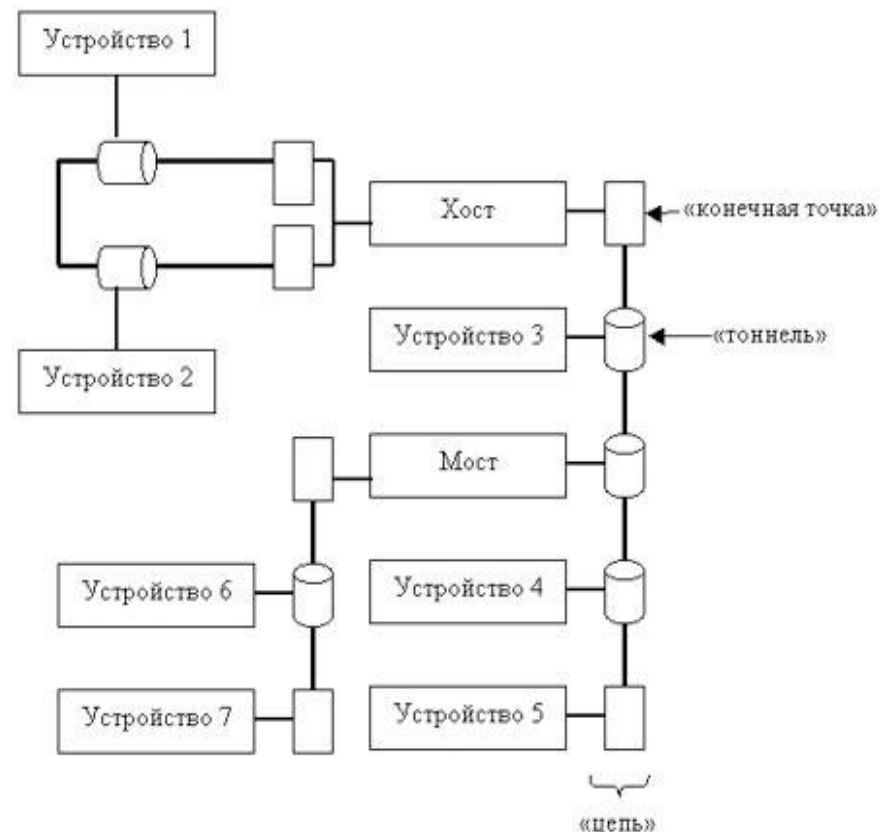 Устройство 1
Хост
«конечная точка»
Устройство 3
«тоннель»
Устройство 2
Мост
Устройство 6
Устройство 4
Устройство 7
Устройство 5
«цепь»